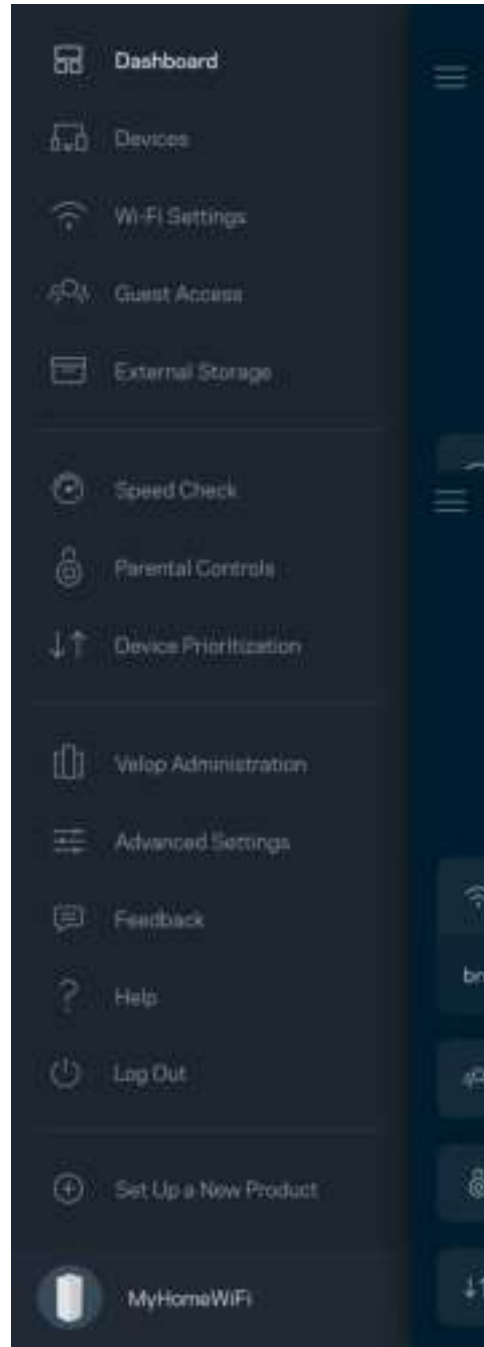 Dashboard
Devices
Wi-Fi Settings
Guest Access
External Storage
Speed Check
Parental Controls
Device Prioritization
Velop Administration
Advanced Settings
Feedback
br
Help
Log Out
Set Up a New Product
MyHomeWiFi